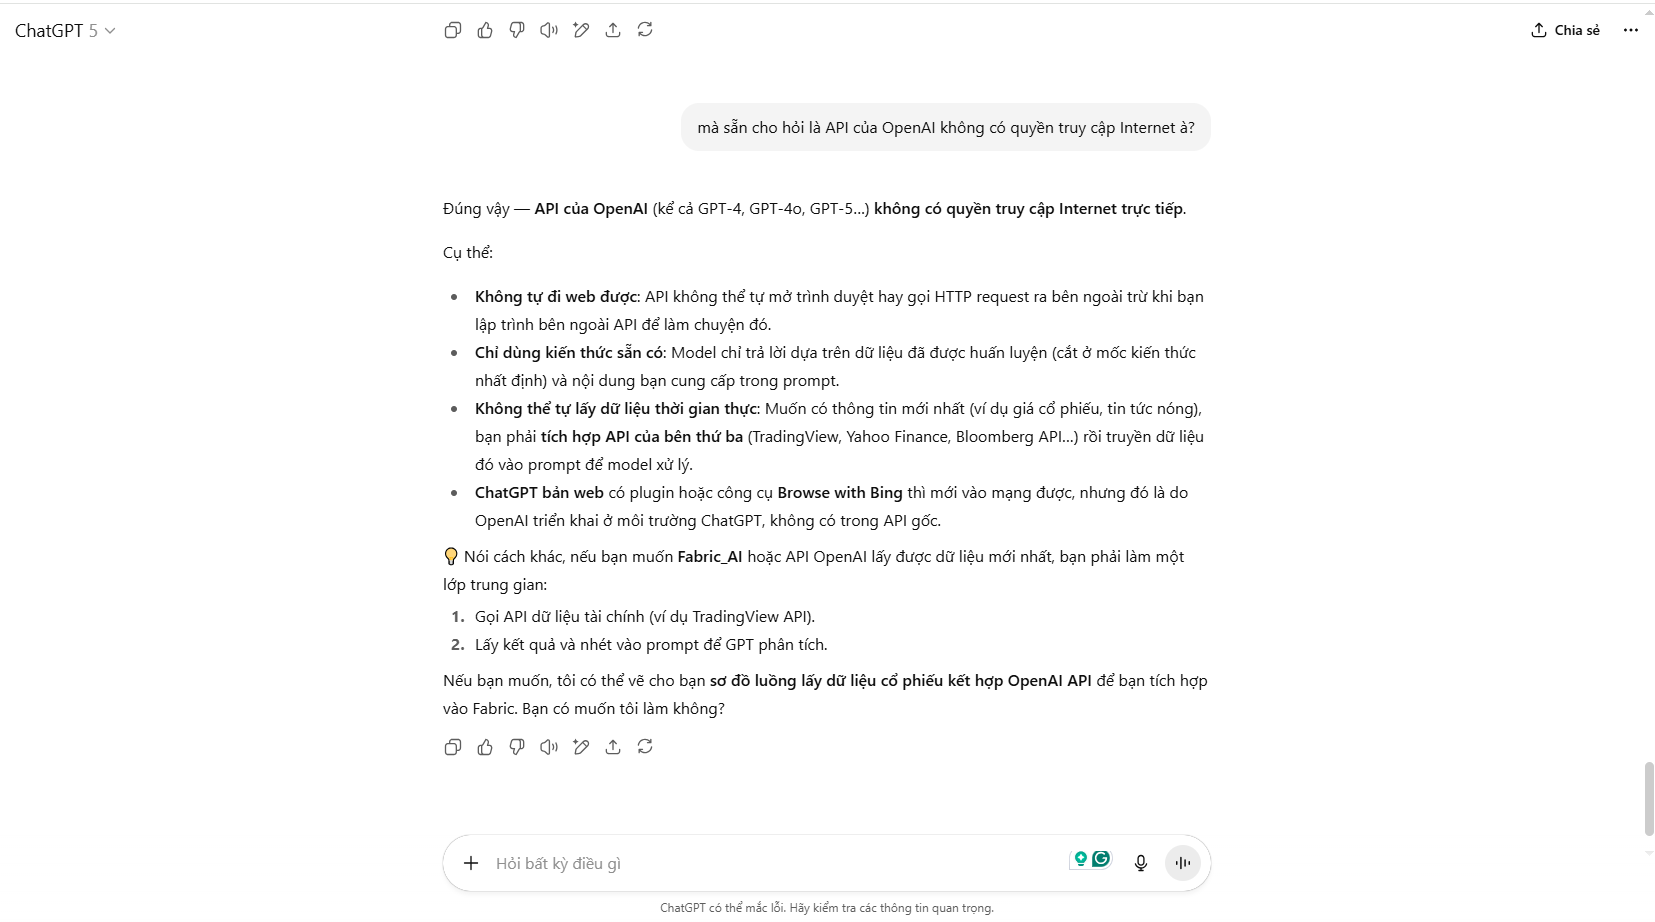 ChatGPT 5
Chia sẻ
mà sẵn cho hỏi là API của OpenAI không có quyền truy cập Internet à?
Đúng vậy — API của OpenAI (kể cả GPT-4, GPT-4o, GPT-5…) không có quyền truy cập Internet trực tiếp.
Cụ thể:
• Không tự đi web được: API không thể tự mở trình duyệt hay gọi HTTP request ra bên ngoài trừ khi bạn
lập trình bên ngoài API để làm chuyện đó.
• Chỉ dùng kiến thức sẵn có: Model chỉ trả lời dựa trên dữ liệu đã được huấn luyện (cắt ở mốc kiến thức
nhất định) và nội dung bạn cung cấp trong prompt.
• Không thể tự lấy dữ liệu thời gian thực: Muốn có thông tin mới nhất (ví dụ giá cổ phiếu, tin tức nóng),
bạn phải tích hợp API của bên thứ ba (TradingView, Yahoo Finance, Bloomberg API…) rồi truyền dữ liệu
đó vào prompt để model xử lý.
• ChatGPT bản web có plugin hoặc công cụ Browse with Bing thì mới vào mạng được, nhưng đó là do
OpenAI triển khai ở môi trường ChatGPT, không có trong API gốc.
💡 Nói cách khác, nếu bạn muốn Fabric_AI hoặc API OpenAI lấy được dữ liệu mới nhất, bạn phải làm một
lớp trung gian:
1. Gọi API dữ liệu tài chính (ví dụ TradingView API).
2. Lấy kết quả và nhét vào prompt để GPT phân tích.
Nếu bạn muốn, tôi có thể vẽ cho bạn sơ đồ luồng lấy dữ liệu cổ phiếu kết hợp OpenAI API để bạn tích hợp
vào Fabric. Bạn có muốn tôi làm không?
Hỏi bất kỳ điều gì
ChatGPT có thể mắc lỗi. Hãy kiểm tra các thông tin quan trọng.